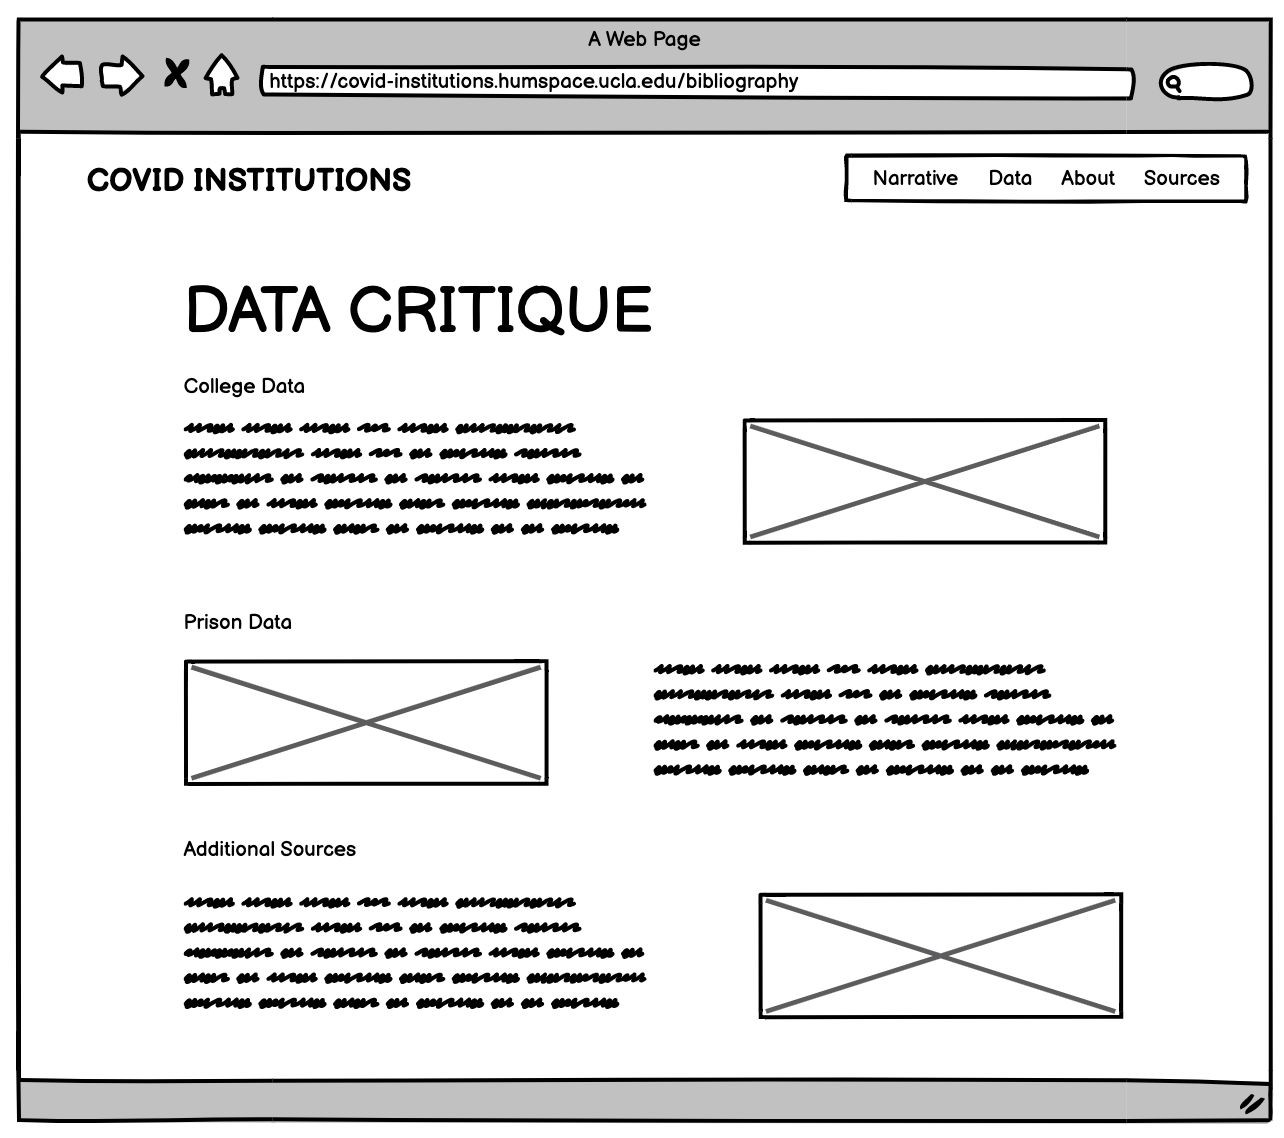 A Web Page
https://covid-institutions.humspace.ucla.edu/bibliography
COVID INSTITUTIONS
Narrative Data About Sources
DATA CRITIQUE
College Data
Prison Data
Additional Sources